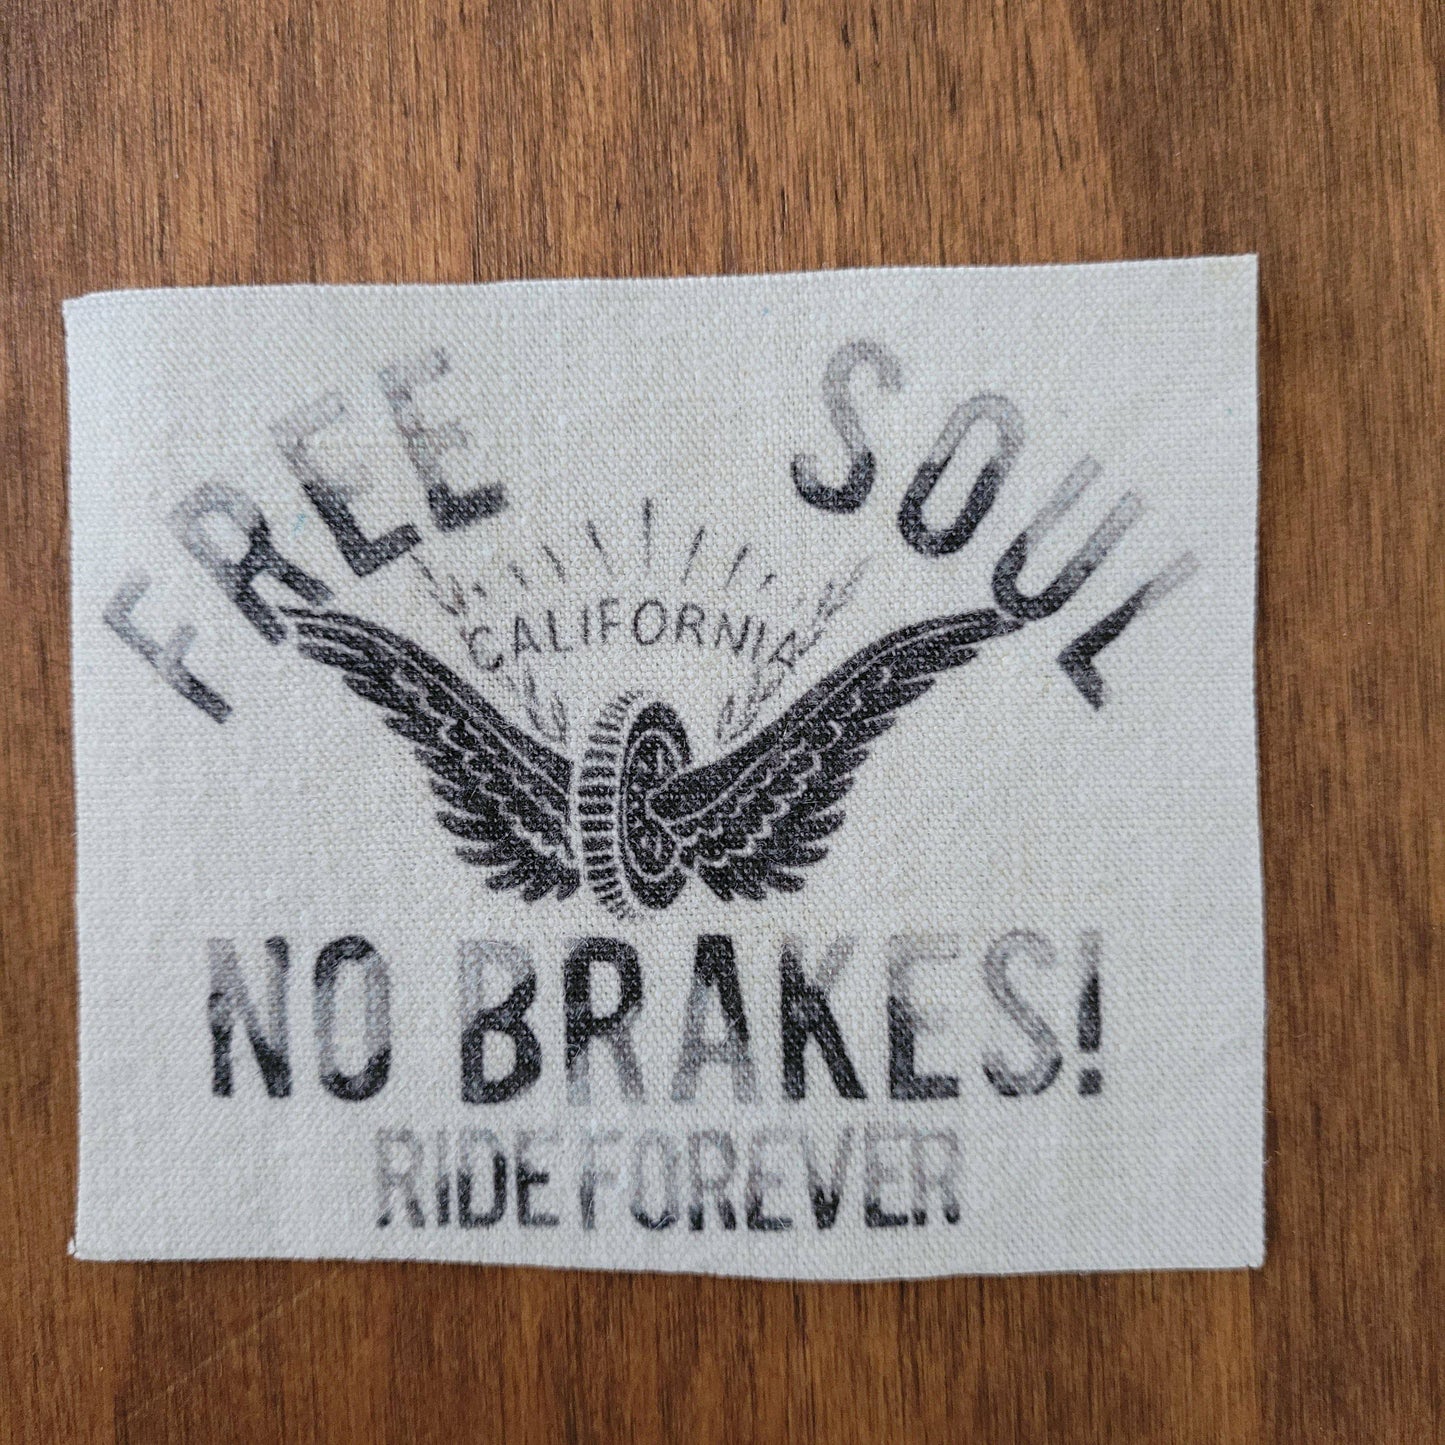 FREE SOUL
CALIFORNIA
NO BRAKES!
RIDE FOREVER